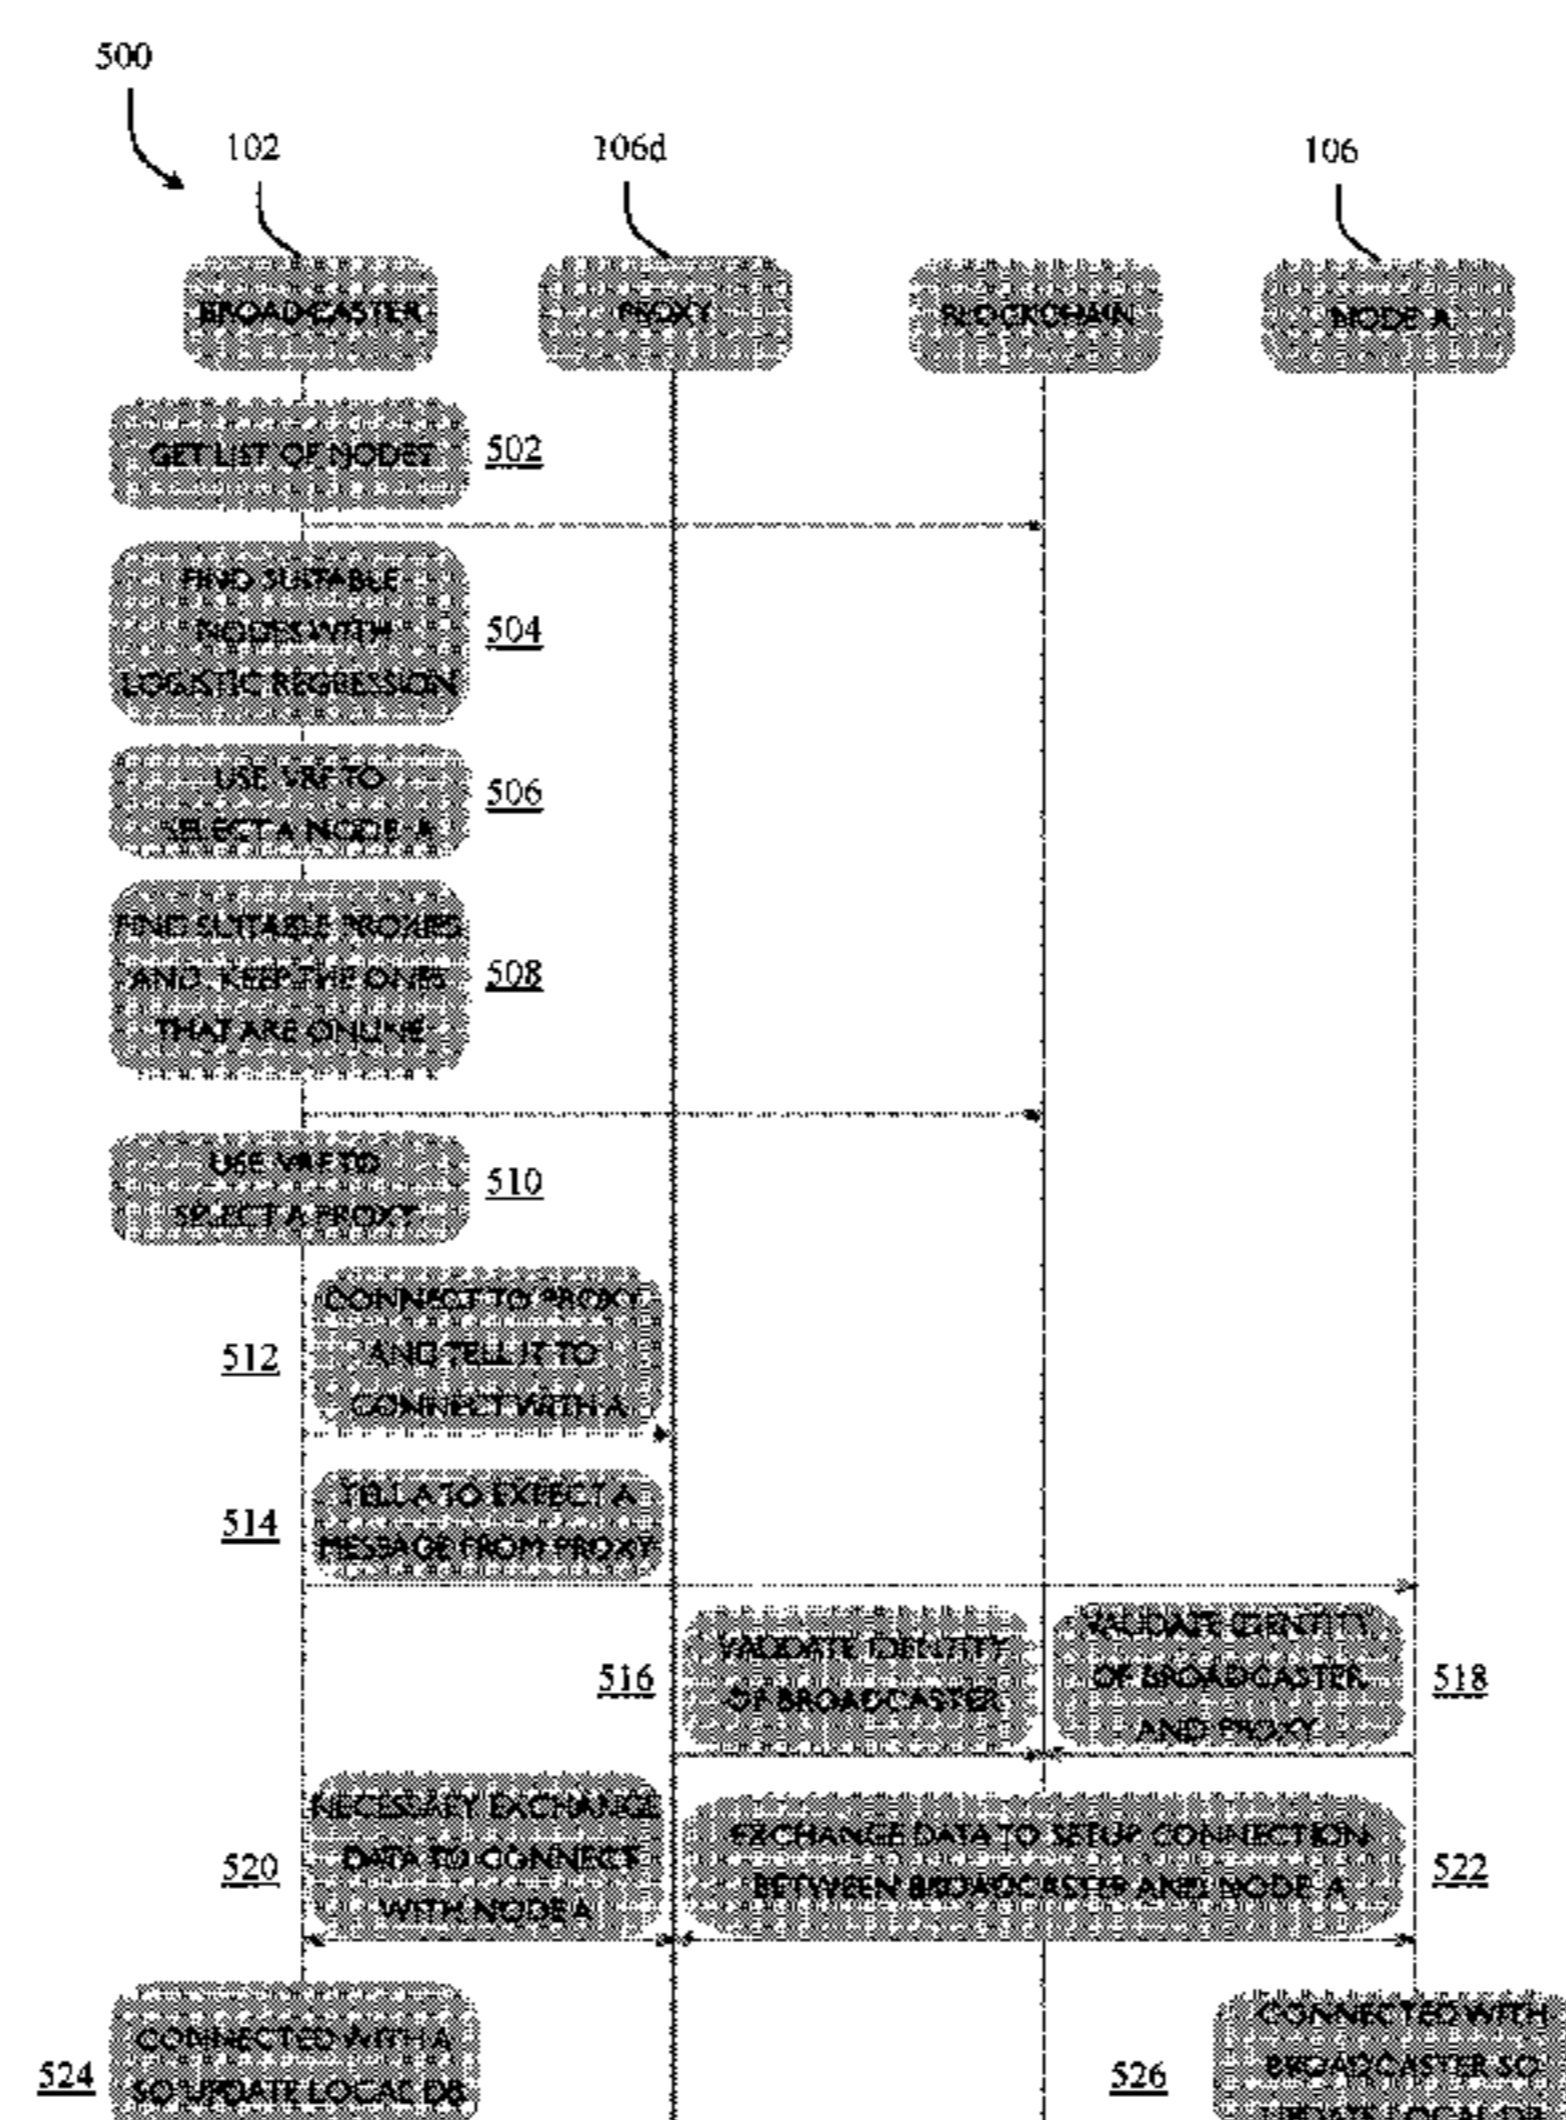 500
102
106d
106
BROADCASTER
PROXY
BLOCKCHAIN
NODE A
GET LIST OF NODES
502
FIND SUITABLE
NODES WITH
LOGISTIC REGRESSION
504
USE VRF TO
SELECT A NODE A
506
FIND SUITABLE PROXIES
AND KEEP THE ONES
THAT ARE ONLINE
508
USE VRF TO
SELECT A PROXY
510
CONNECT TO PROXY
AND TELL IT TO
CONNECT WITH A
512
TELL A TO EXPECT A
MESSAGE FROM PROXY
514
VALIDATE IDENTITY
OF BROADCASTER
516
VALIDATE IDENTITY
OF BROADCASTER
AND PROXY
518
NECESSARY EXCHANGE
DATA TO CONNECT
WITH NODE A
520
EXCHANGE DATA TO SETUP CONNECTION
BETWEEN BROADCASTER AND NODE A
522
CONNECTED WITH A
SO UPDATE LOCAL DB
524
CONNECTED WITH
BROADCASTER SO
UPDATE LOCAL DB
526